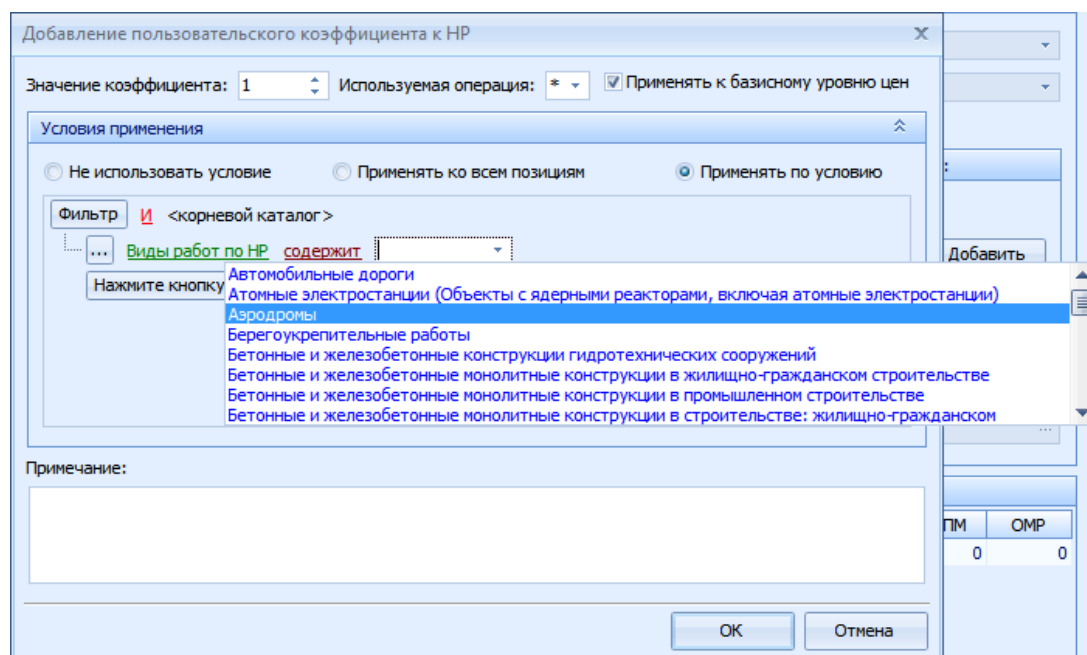 Добавление пользовательского коэффициента к НР
Значение коэффициента: 1 Используемая операция: * Применять к базисному уровню цен
Условия применения
Не использовать условие Применять ко всем позициям Применять по условию :
Фильтр И <корневой каталог>
... Виды работ по НР содержит Добавить
Нажмите кнопку
Автомобильные дороги
Атомные электростанции (Объекты с ядерными реакторами, включая атомные электростанции)
Аэродромы
Берегоукрепительные работы
Бетонные и железобетонные конструкции гидротехнических сооружений
Бетонные и железобетонные монолитные конструкции в жилищно-гражданском строительстве
Бетонные и железобетонные монолитные конструкции в промышленном строительстве
Бетонные и железобетонные монолитные конструкции в строительстве: жилищно-гражданском
...
Примечание:
ПМ ОМР
0 0
ОК Отмена